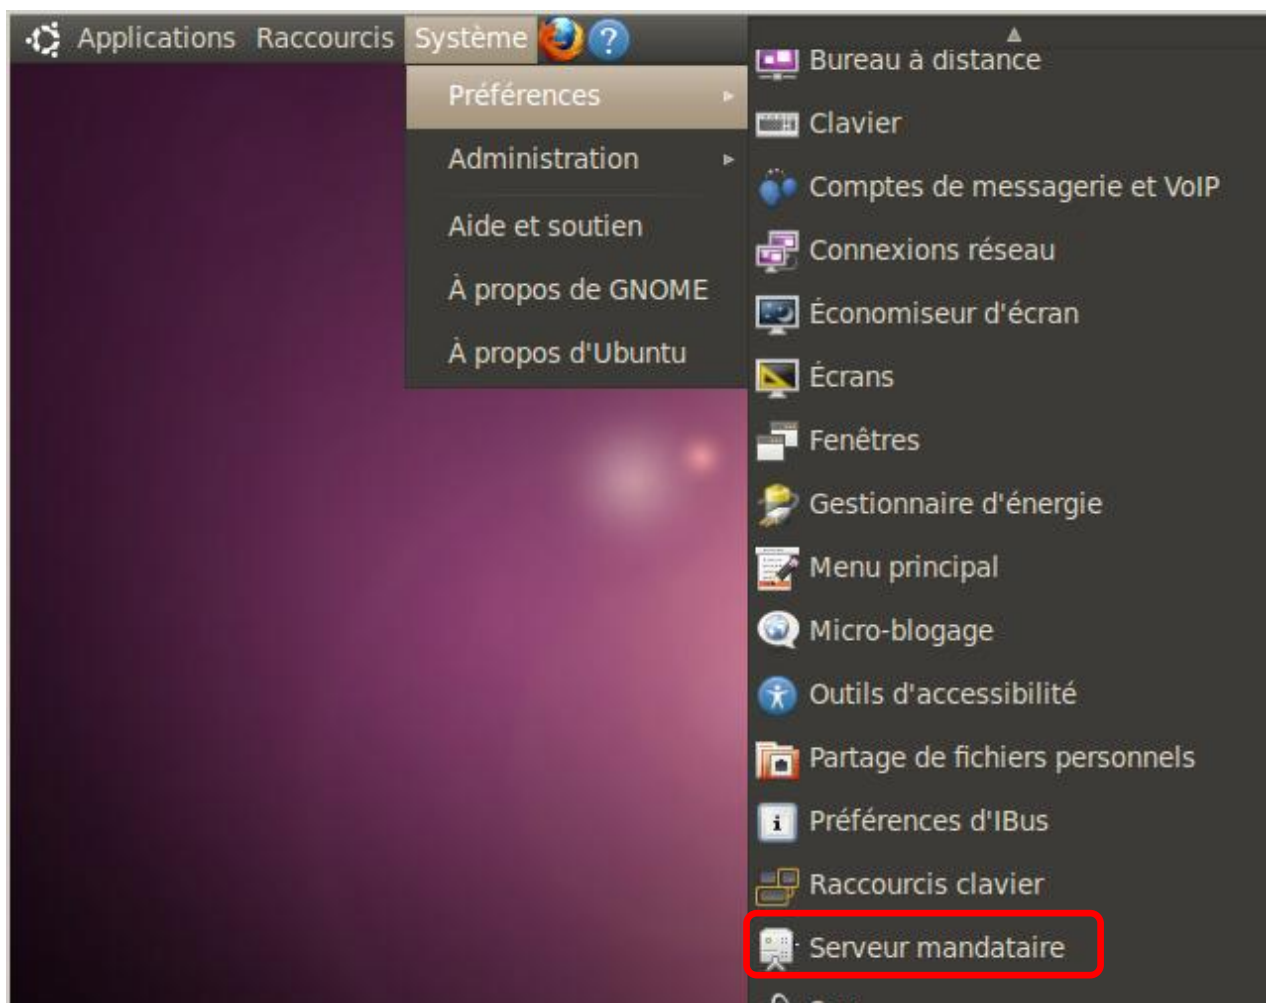 Applications Raccourcis Système
Préférences
Administration
Aide et soutien
À propos de GNOME
À propos d'Ubuntu
Bureau à distance
Clavier
Comptes de messagerie et VoIP
Connexions réseau
Économiseur d'écran
Écrans
Fenêtres
Gestionnaire d'énergie
Menu principal
Micro-blogage
Outils d'accessibilité
Partage de fichiers personnels
Préférences d'IBus
Raccourcis clavier
Serveur mandataire